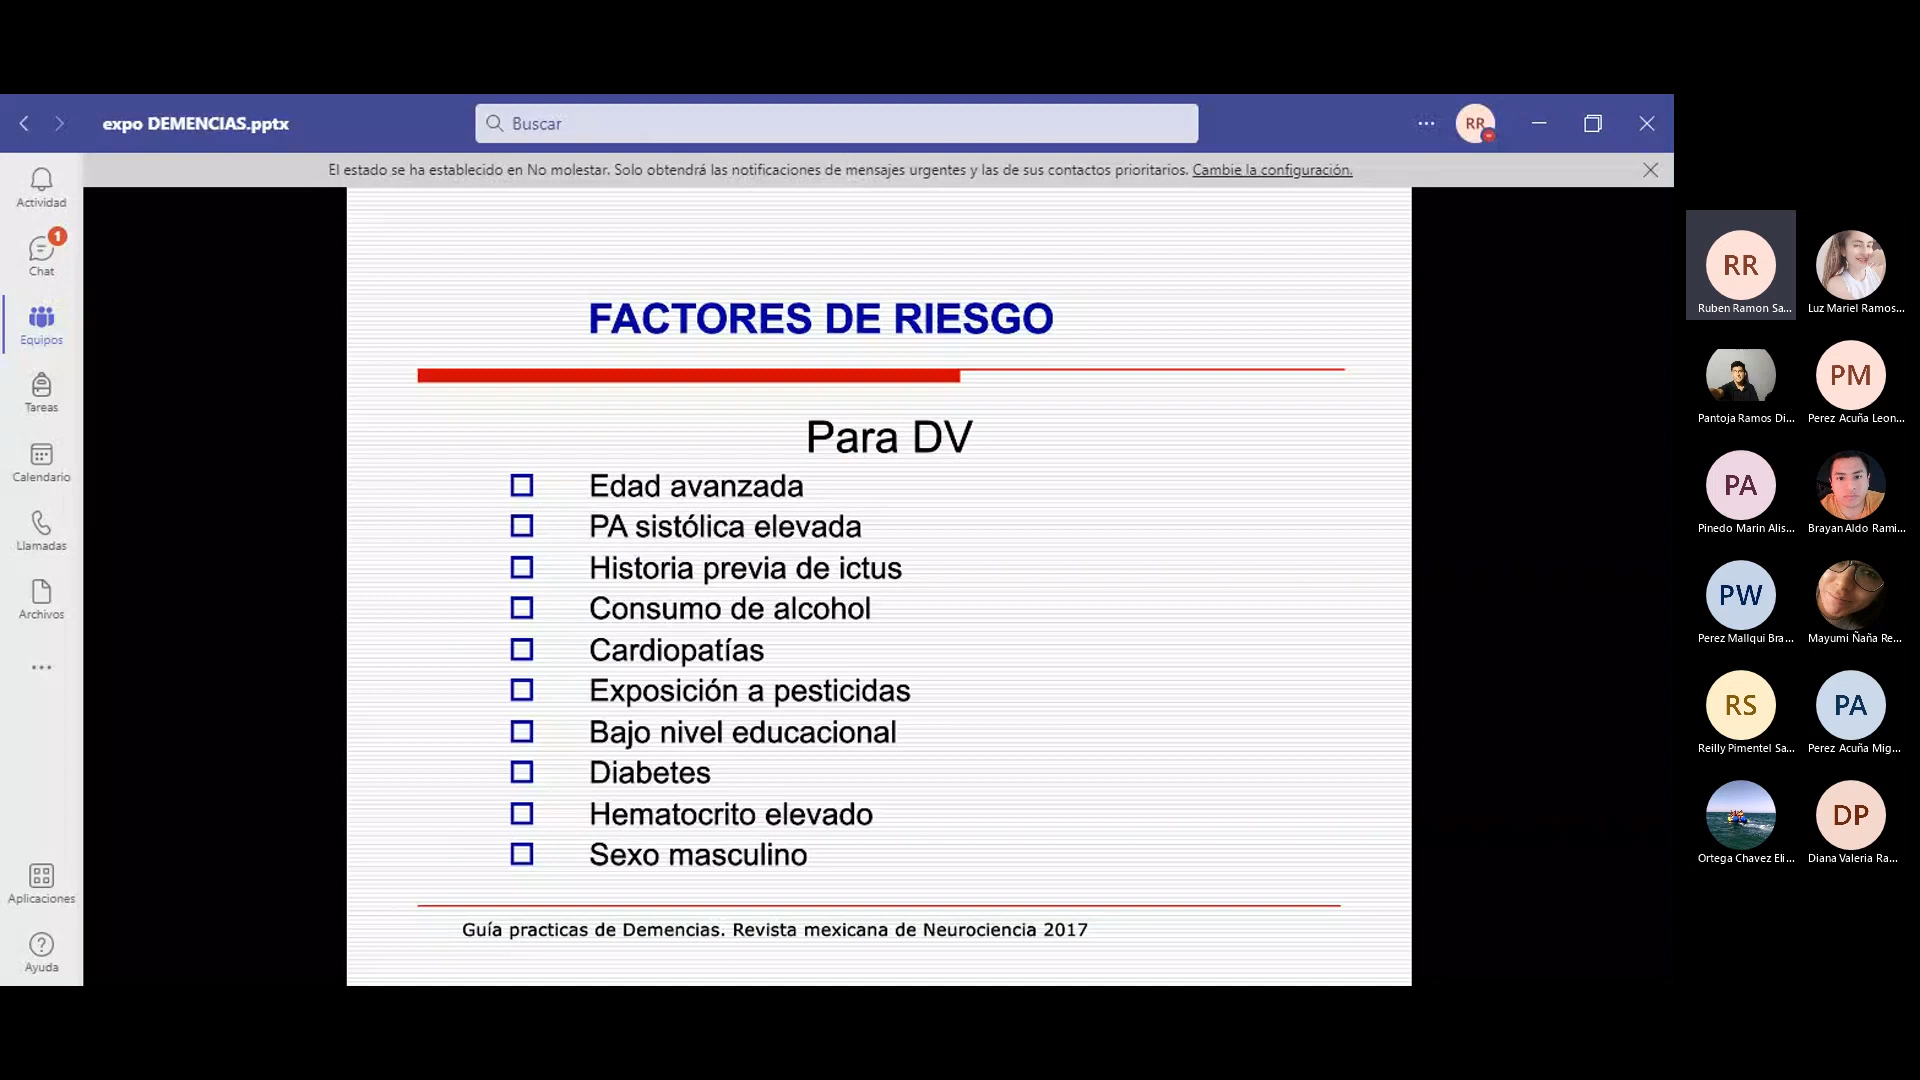 expo DEMENCIAS.pptx
Buscar
RR
El estado se ha establecido en No molestar. Solo obtendrá las notificaciones de mensajes urgentes y las de sus contactos prioritarios. Cambie la configuración.
Actividad
1
Chat
Equipos
Tareas
Calendario
Llamadas
Archivos
Aplicaciones
Ayuda
FACTORES DE RIESGO
Para DV
Edad avanzada
PA sistólica elevada
Historia previa de ictus
Consumo de alcohol
Cardiopatías
Exposición a pesticidas
Bajo nivel educacional
Diabetes
Hematocrito elevado
Sexo masculino
Guía practicas de Demencias. Revista mexicana de Neurociencia 2017
RR
Ruben Ramon Sa...
Luz Mariel Ramos...
Pantoja Ramos Di...
PM
Perez Acuña Leon...
PA
Pinedo Marin Alis...
Brayan Aldo Rami...
PW
Perez Mallqui Bra...
Mayumi Ñaña Re...
RS
Reilly Pimentel Sa...
PA
Perez Acuña Mig...
Ortega Chavez Eli...
DP
Diana Valeria Ra...